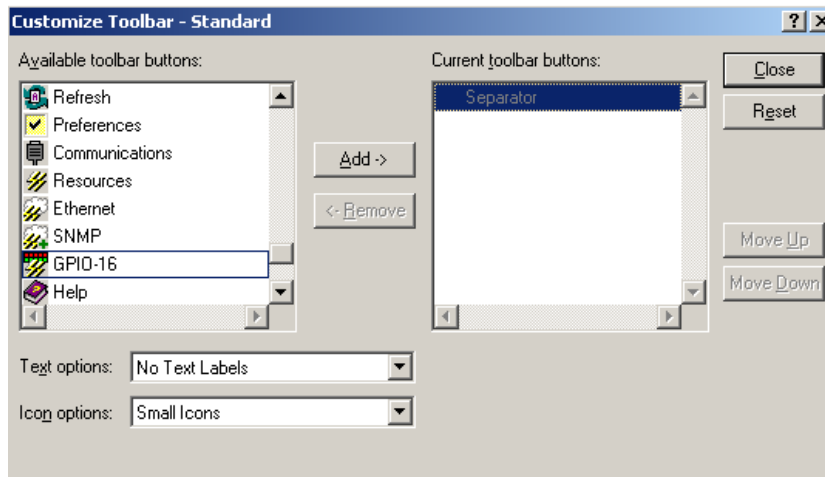 Customize Toolbar - Standard
Available toolbar buttons:
Refresh
Preferences
Communications
Resources
Ethernet
SNMP
GPIO-16
Help
Add ->
<- Remove
Current toolbar buttons:
Separator
Close
Reset
Move Up
Move Down
Text options: No Text Labels
Icon options: Small Icons